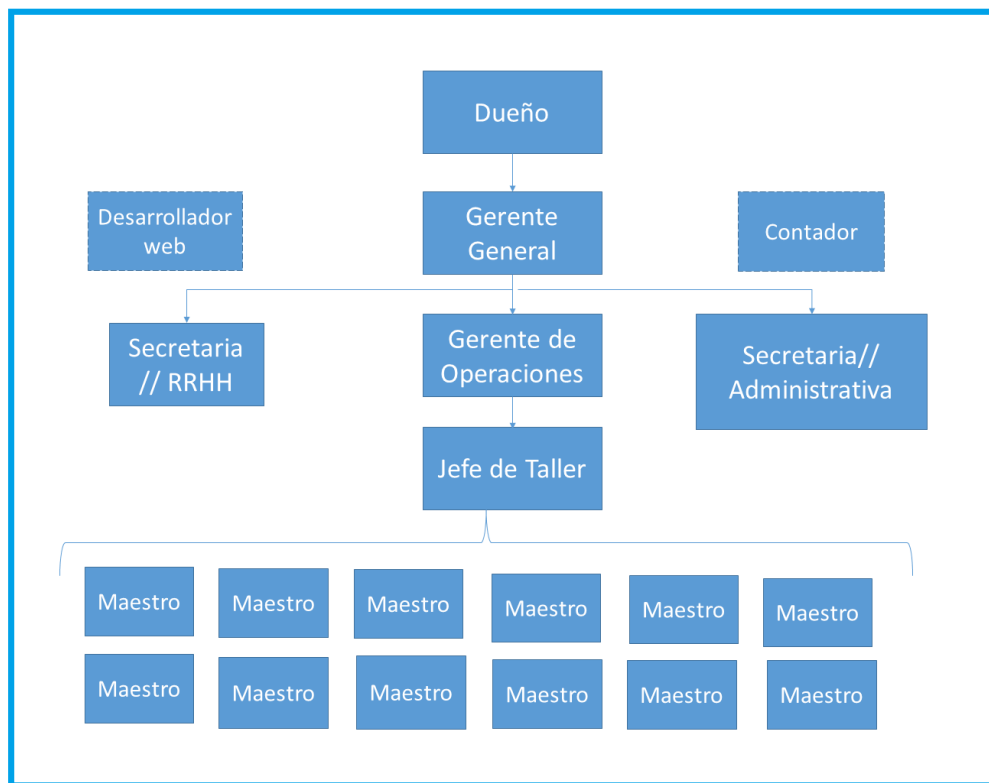 Dueño
Desarrollador
web
Gerente
General
Contador
Secretaria
// RRHH
Gerente de
Operaciones
Secretaria//
Administrativa
Jefe de Taller
Maestro
Maestro
Maestro
Maestro
Maestro
Maestro
Maestro
Maestro
Maestro
Maestro
Maestro
Maestro